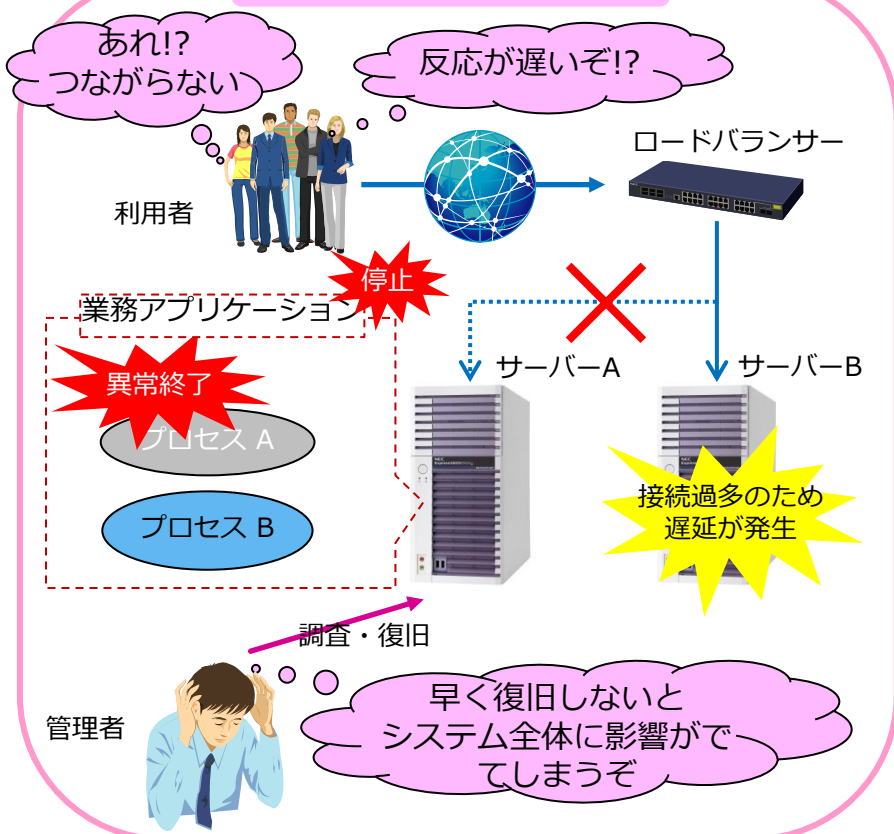 あれ!?
つながらない
反応が遅いぞ!?
ロードバランサー
利用者
停止
業務アプリケーション
異常終了
プロセス A
プロセス B
サーバーA
サーバーB
接続過多のため
遅延が発生
調査・復旧
管理者
早く復旧しないと
システム全体に影響がで
てしまうぞ